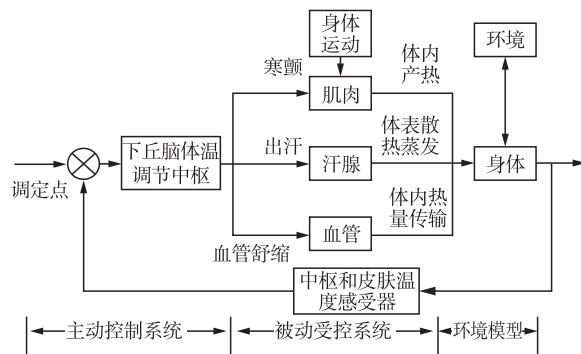 身体
运动
环境
寒颤
体内
产热
肌肉
下丘脑体温
调节中枢
出汗
汗腺
体表散
热蒸发
身体
调定点
血管舒缩
血管
体内热
量传输
中枢和皮肤温
度感受器
主动控制系统
被动受控系统
环境模型